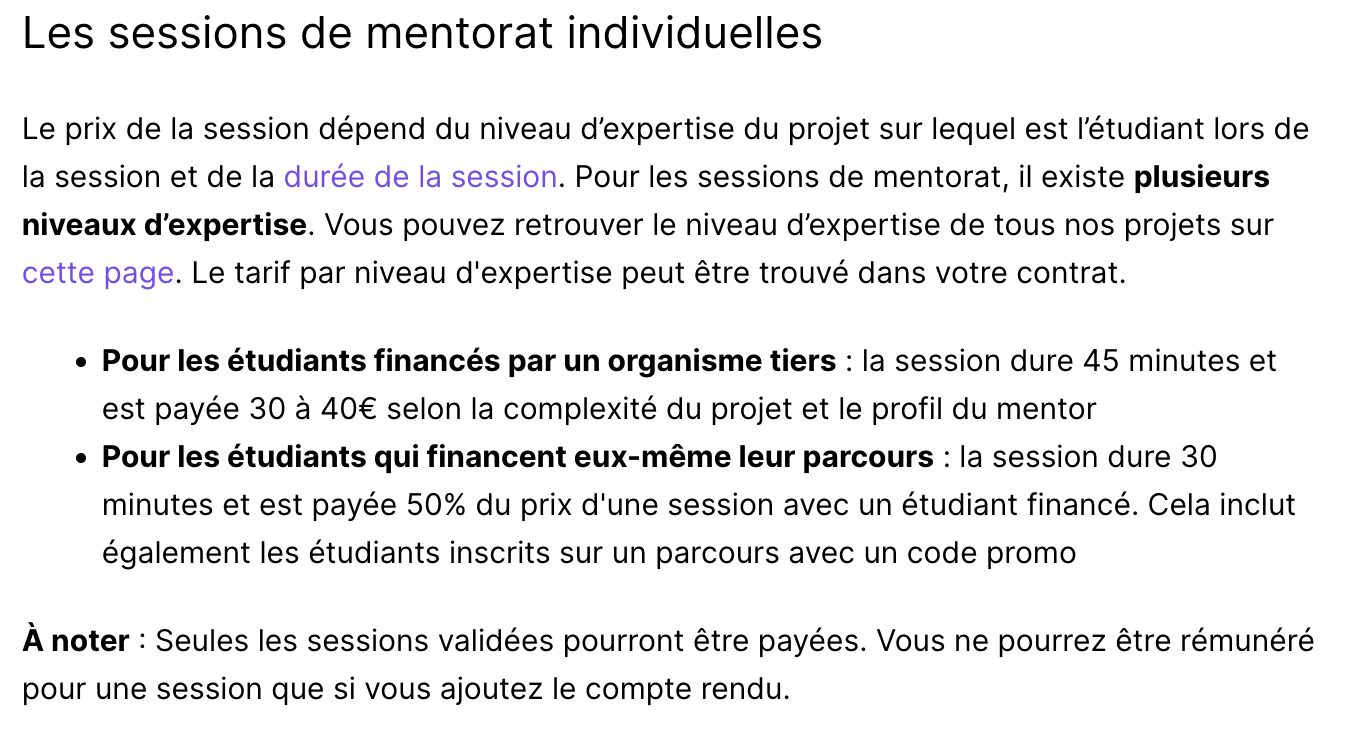 Les sessions de mentorat individuelles
Le prix de la session dépend du niveau d’expertise du projet sur lequel est l’étudiant lors de
la session et de la durée de la session. Pour les sessions de mentorat, il existe plusieurs
niveaux d’expertise. Vous pouvez retrouver le niveau d’expertise de tous nos projets sur
cette page. Le tarif par niveau d'expertise peut être trouvé dans votre contrat.
• Pour les étudiants financés par un organisme tiers : la session dure 45 minutes et
est payée 30 à 40€ selon la complexité du projet et le profil du mentor
• Pour les étudiants qui financent eux-même leur parcours : la session dure 30
minutes et est payée 50% du prix d'une session avec un étudiant financé. Cela inclut
également les étudiants inscrits sur un parcours avec un code promo
À noter : Seules les sessions validées pourront être payées. Vous ne pourrez être rémunéré
pour une session que si vous ajoutez le compte rendu.